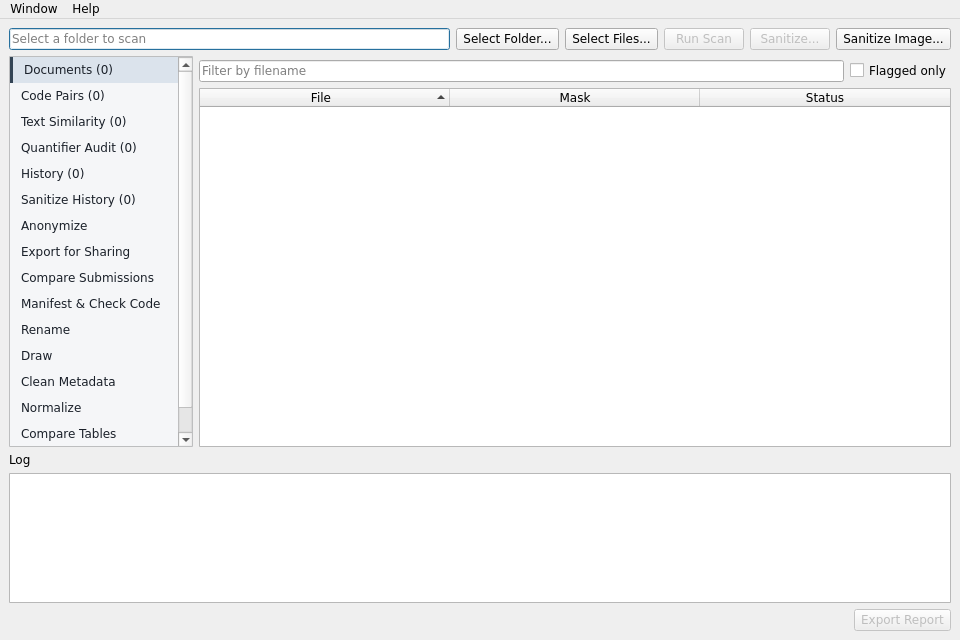 Window Help
Select a folder to scan Select Folder... Select Files... Run Scan Sanitize... Sanitize Image...
Documents (0)
Code Pairs (0)
Text Similarity (0)
Quantifier Audit (0)
History (0)
Sanitize History (0)
Anonymize
Export for Sharing
Compare Submissions
Manifest & Check Code
Rename
Draw
Clean Metadata
Normalize
Compare Tables
Filter by filename Flagged only
File Mask Status
Log
Export Report